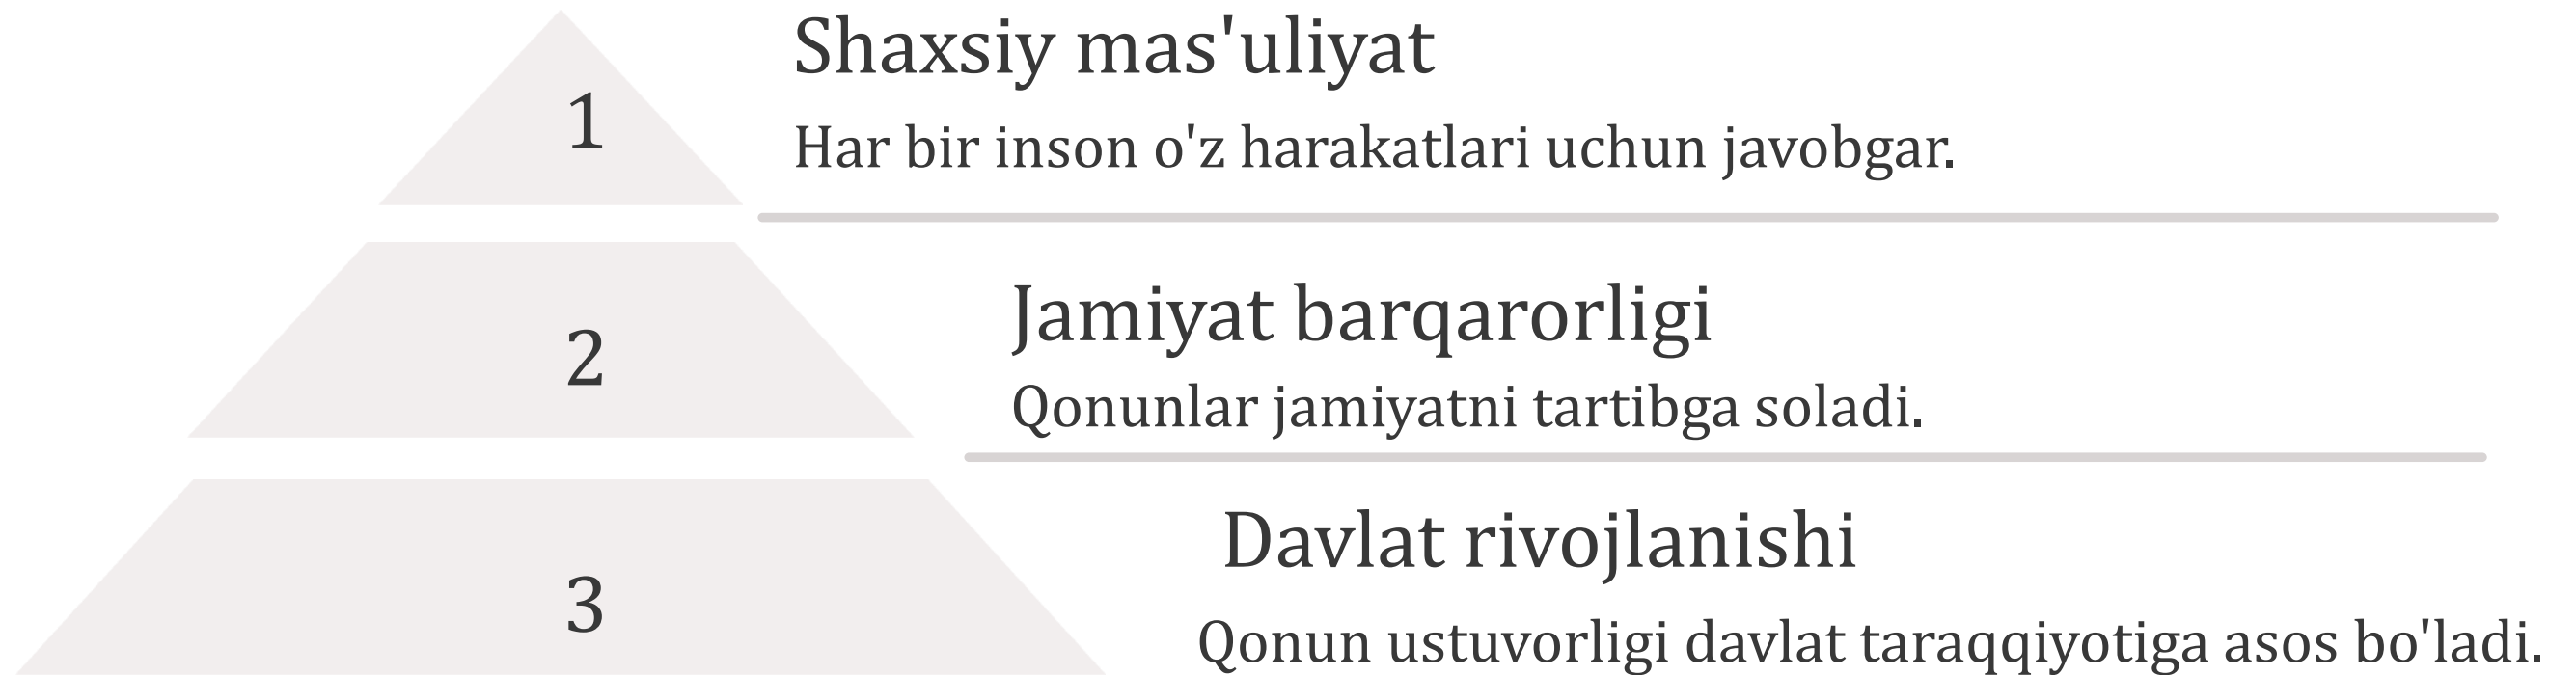 1
Shaxsiy mas'uliyat
Har bir inson o'z harakatlari uchun javobgar.
2
Jamiyat barqarorligi
Qonunlar jamiyatni tartibga soladi.
3
Davlat rivojlanishi
Qonun ustuvorligi davlat taraqqiyotiga asos bo'ladi.